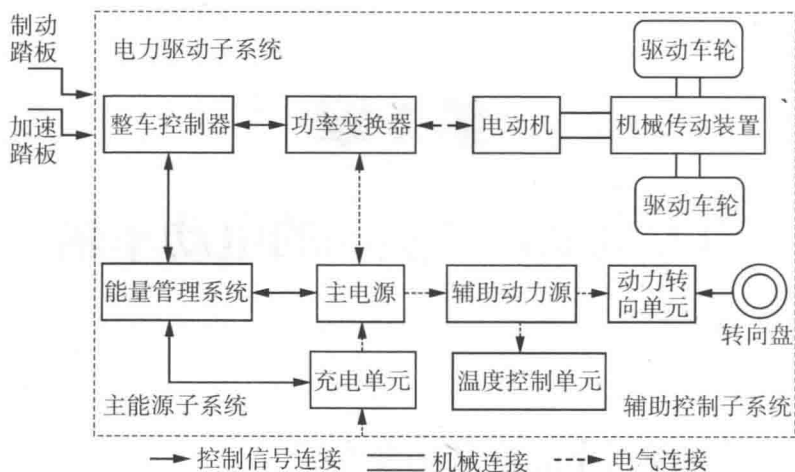 制动
踏板
电力驱动子系统
驱动车轮
加速
踏板
整车控制器
功率变换器
电动机
机械传动装置
驱动车轮
能量管理系统
主电源
辅助动力源
动力转
向单元
转向盘
充电单元
温度控制单元
主能源子系统
辅助控制子系统
控制信号连接
机械连接
电气连接